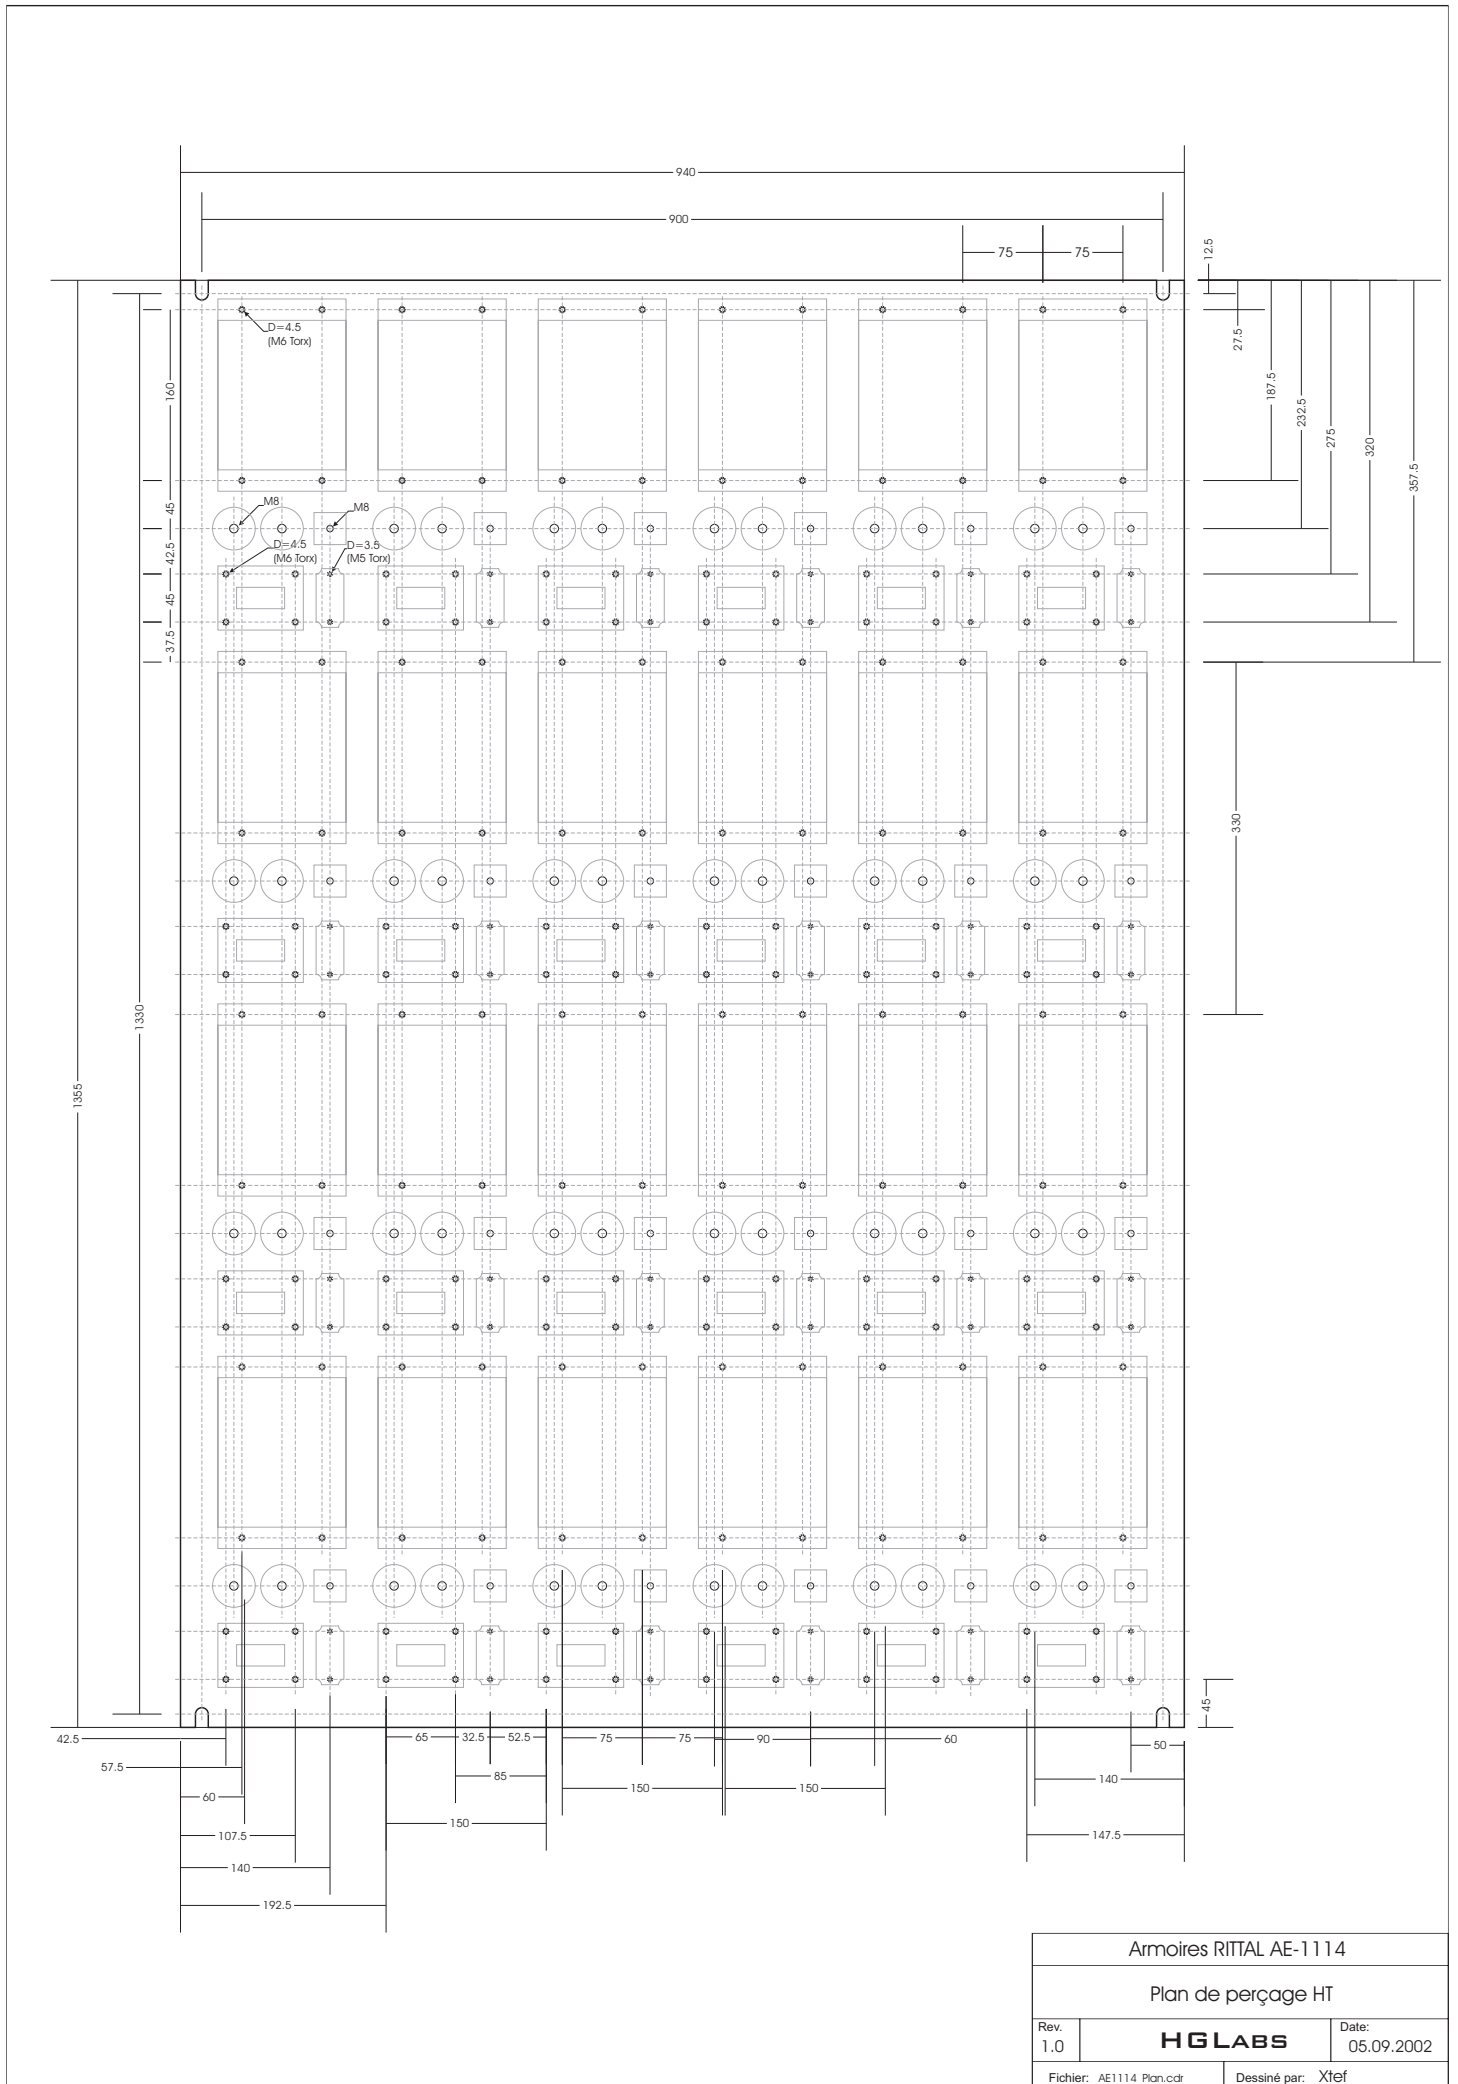 940
900
75
75
12.5
27.5
187.5
232.5
275
320
357.5
D=4.5
(M6 Torx)
160
45
M8
M8
42.5
D=4.5
(M6 Torx)
D=3.5
(M5 Torx)
45
37.5
330
1330
1355
45
42.5
65
32.5
52.5
75
75
90
60
50
57.5
85
140
60
150
150
107.5
150
147.5
140
192.5
Armoires RITTAL AE-1114
Plan de perçage HT
Rev.
1.0
HGLABS
Date:
05.09.2002
Fichier: AE1114 Plan.cdr
Dessiné par: Xtef